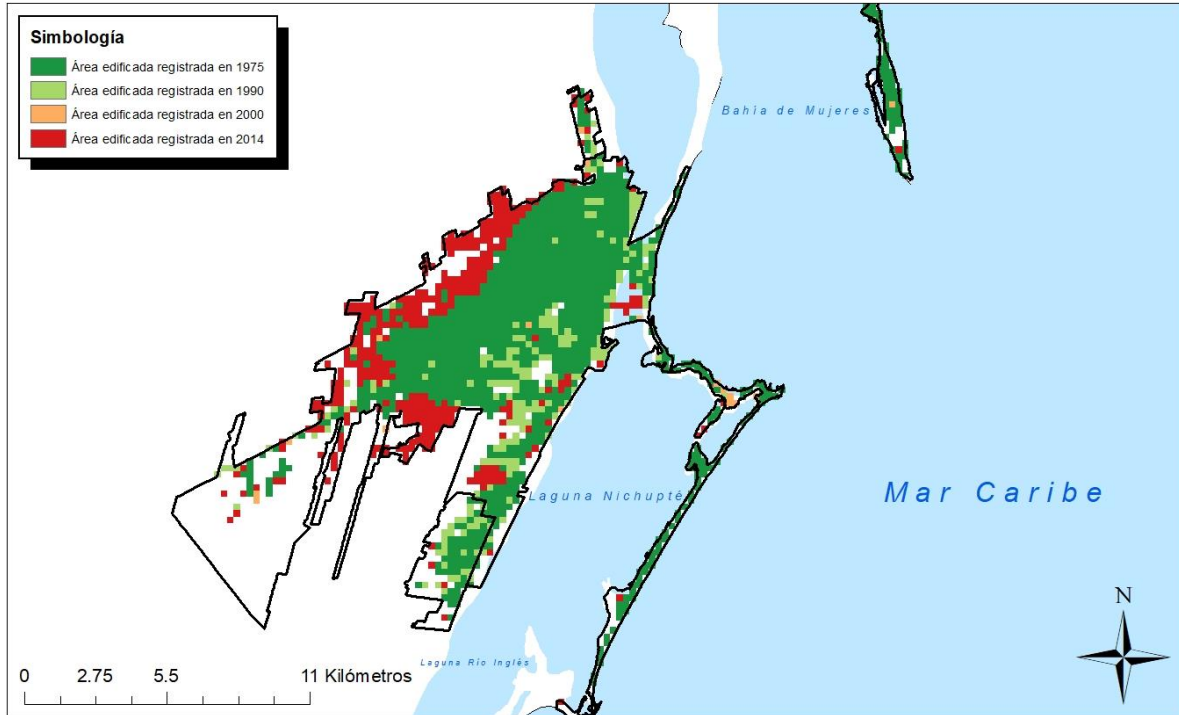 Simbología
Área edificada registrada en 1975
Área edificada registrada en 1990
Área edificada registrada en 2000
Área edificada registrada en 2014
Bahía de Mujeres
Mar Caribe
Laguna Nichupté
Laguna Río Inglés
N
0 2.75 5.5 11 Kilómetros